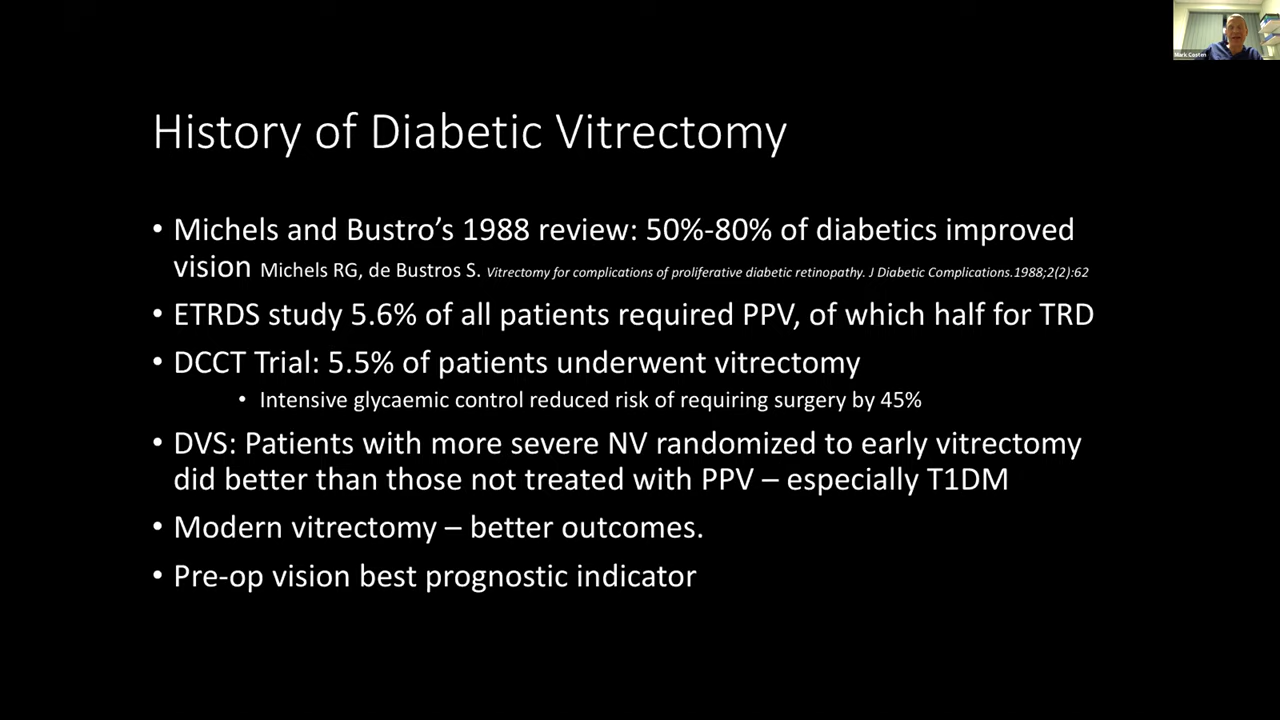 Mark Costen
History of Diabetic Vitrectomy
• Michels and Bustro’s 1988 review: 50%-80% of diabetics improved
vision Michels RG, de Bustros S. Vitrectomy for complications of proliferative diabetic retinopathy. J Diabetic Complications.1988;2(2):62
• ETRDS study 5.6% of all patients required PPV, of which half for TRD
• DCCT Trial: 5.5% of patients underwent vitrectomy
• Intensive glycaemic control reduced risk of requiring surgery by 45%
• DVS: Patients with more severe NV randomized to early vitrectomy
did better than those not treated with PPV – especially T1DM
• Modern vitrectomy – better outcomes.
• Pre-op vision best prognostic indicator